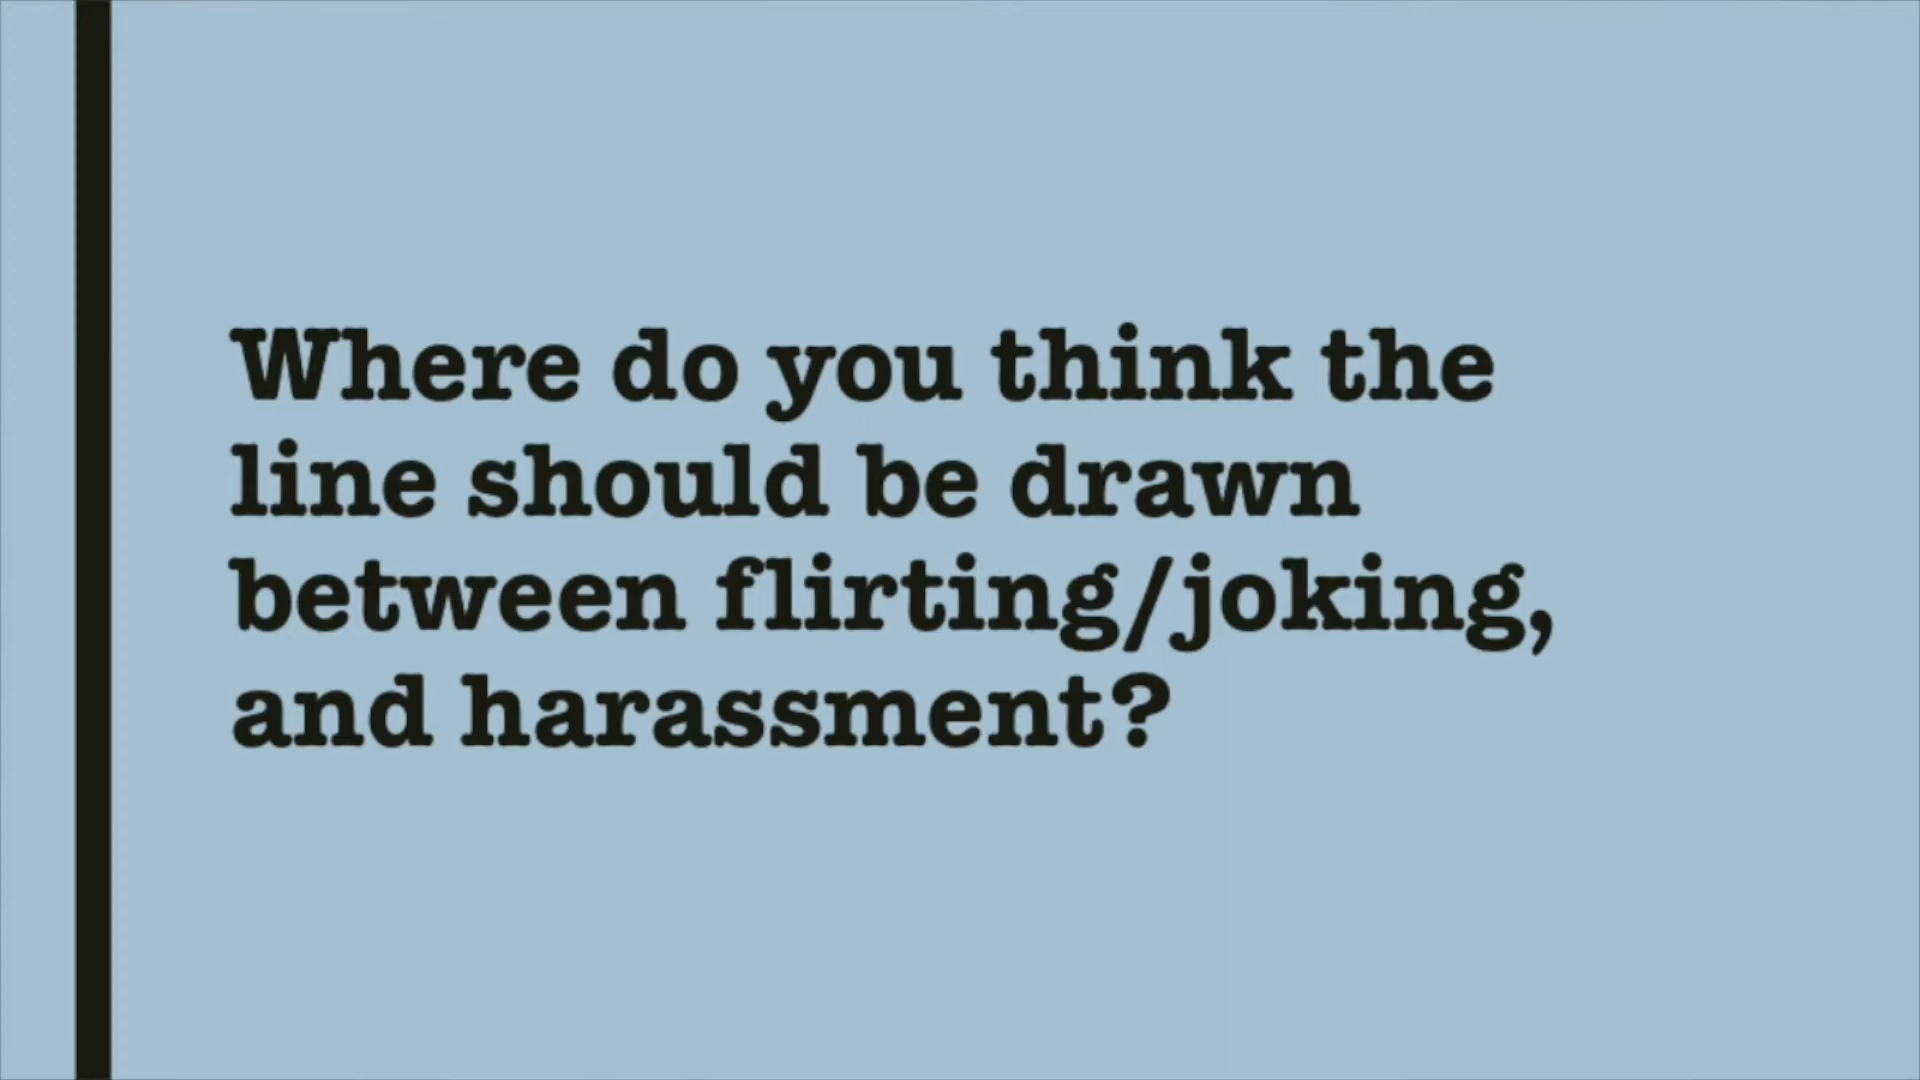 Where do you think the
line should be drawn
between flirting/joking,
and harassment?